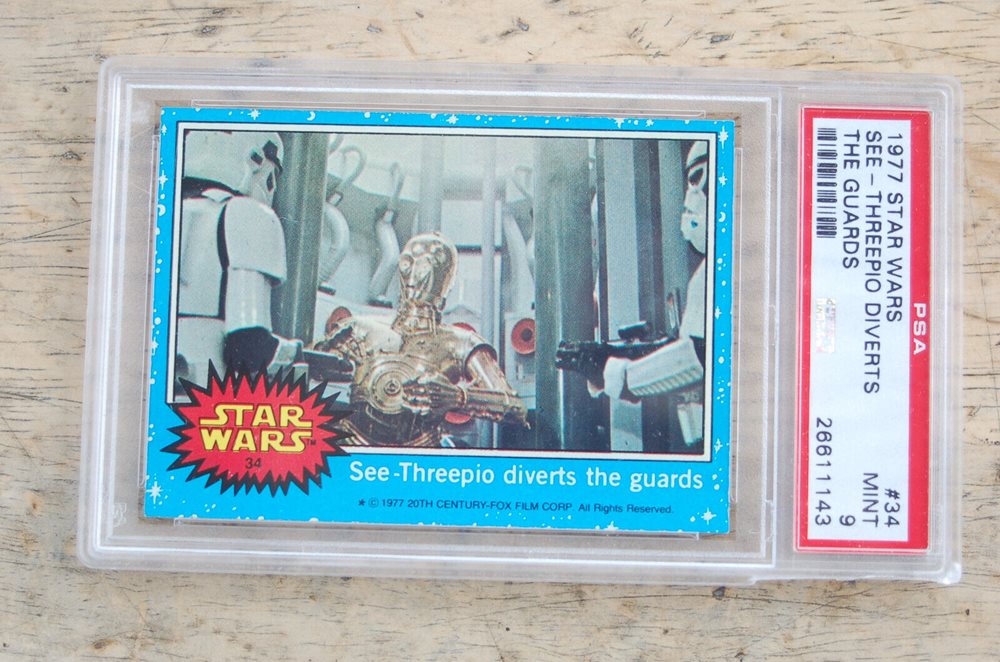 STAR
WARS™
34
See-Threepio diverts the guards
★ © 1977 20TH CENTURY-FOX FILM CORP. All Rights Reserved.
PSA
1977 STAR WARS #34
SEE - THREEPIO DIVERTS MINT
THE GUARDS 9
26611143